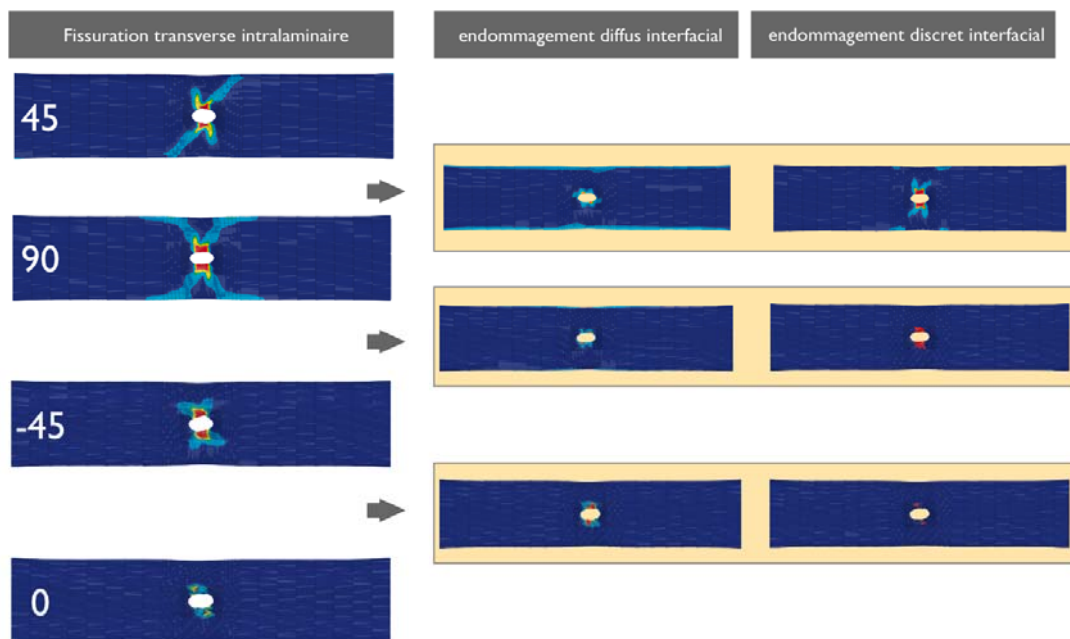 Fissuration transverse intralaminaire
endommagement diffus interfacial
endommagement discret interfacial
45
90
-45
0